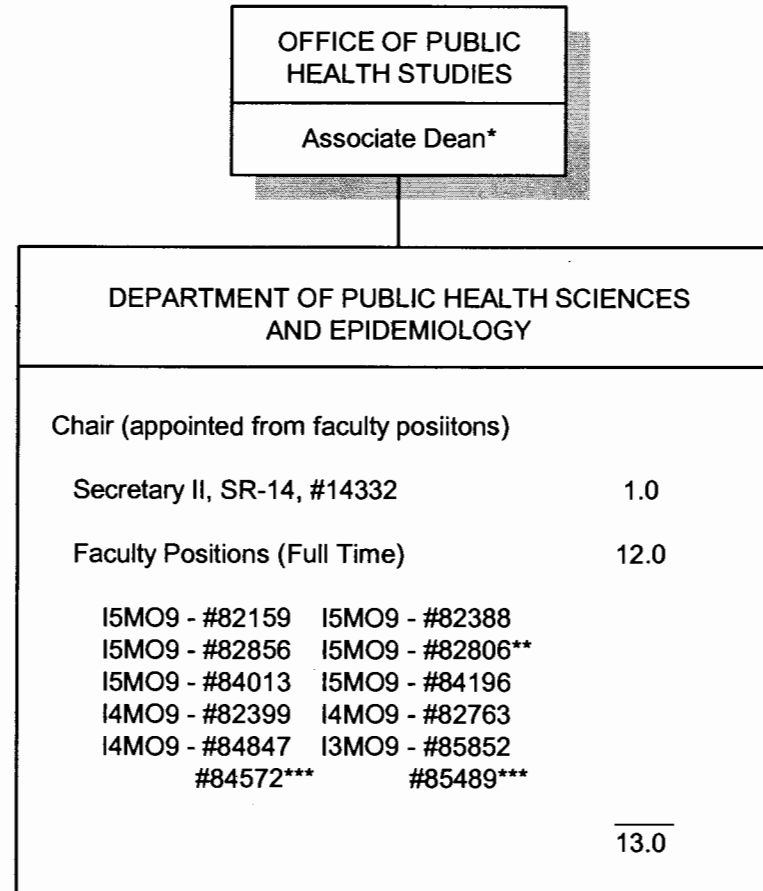 OFFICE OF PUBLIC
HEALTH STUDIES
Associate Dean*
DEPARTMENT OF PUBLIC HEALTH SCIENCES
AND EPIDEMIOLOGY
Chair (appointed from faculty posiitons)
Secretary II, SR-14, #14332 1.0
Faculty Positions (Full Time) 12.0
I5MO9 - #82159 I5MO9 - #82388
I5MO9 - #82856 I5MO9 - #82806**
I5MO9 - #84013 I5MO9 - #84196
I4MO9 - #82399 I4MO9 - #82763
I4MO9 - #84847 I3MO9 - #85852
#84572*** #85489***
13.0